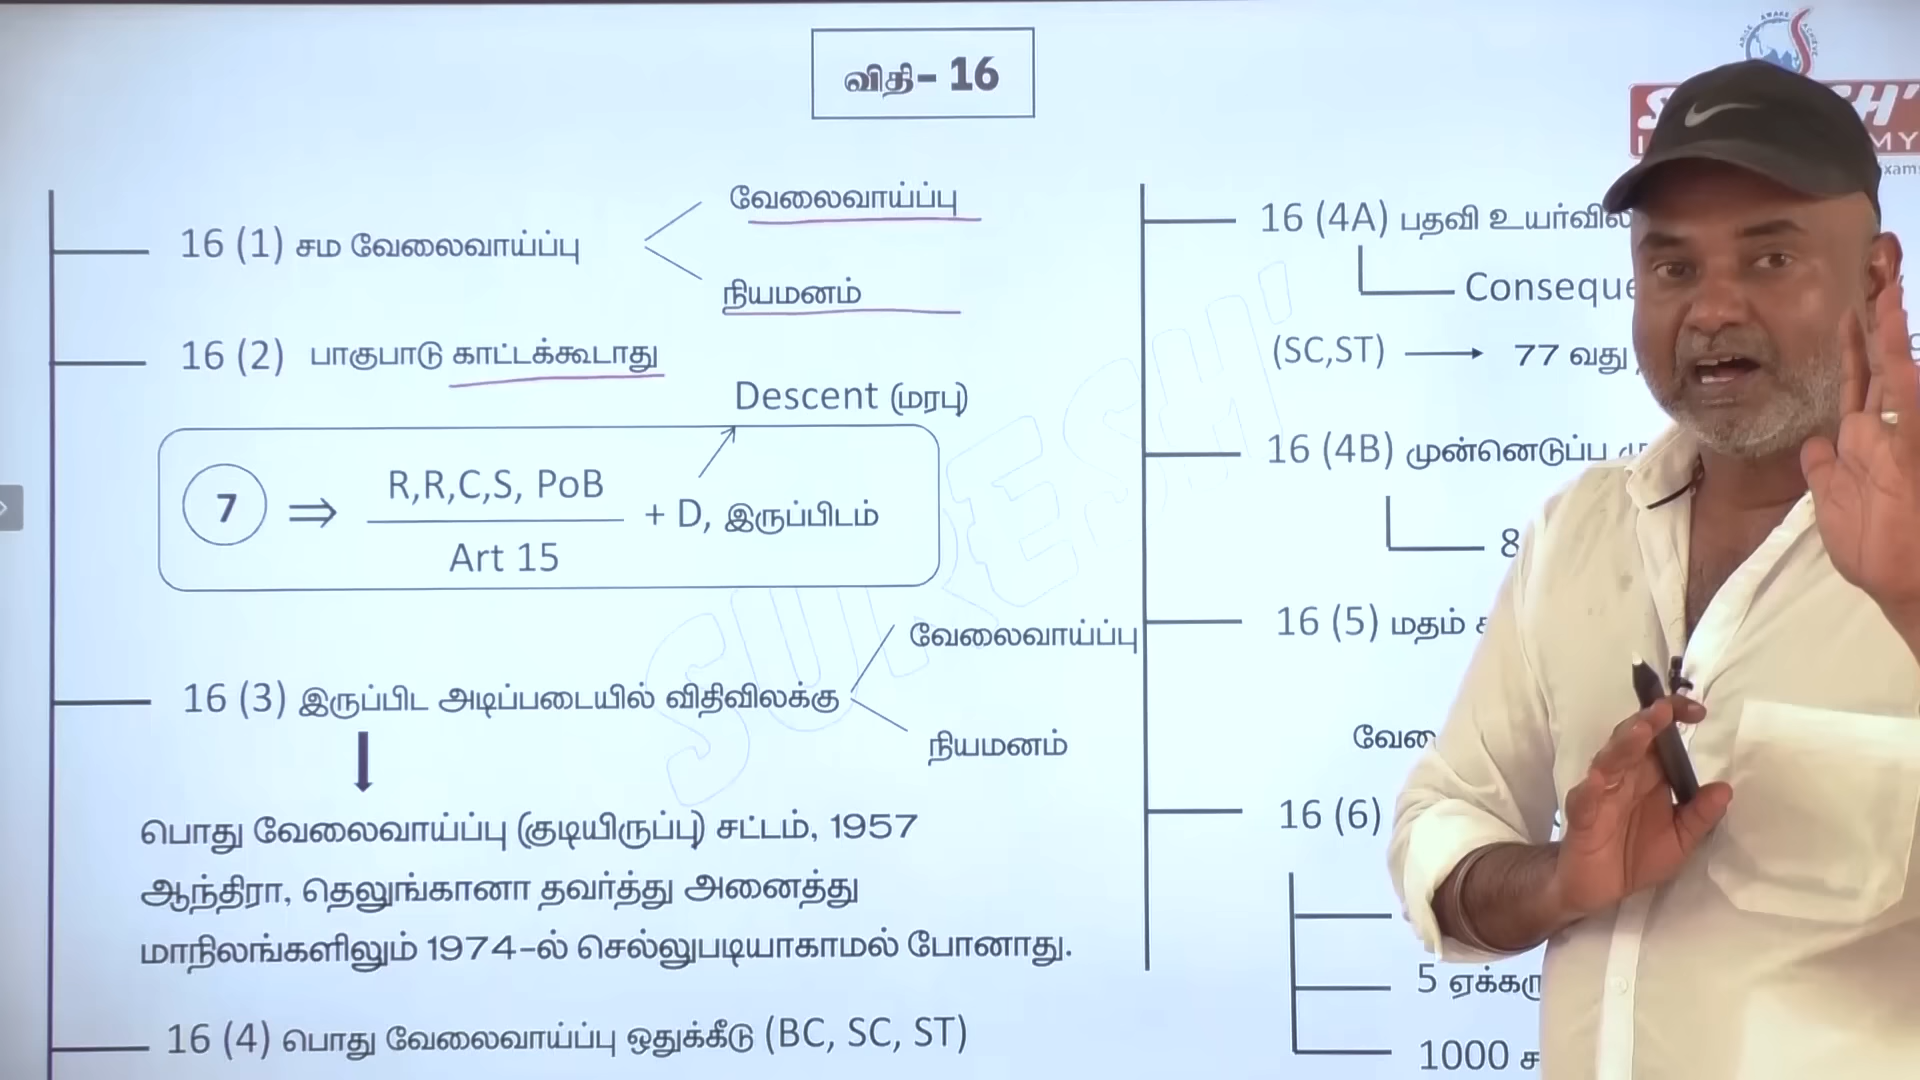 விதி- 16
16 (1) சம வேலைவாய்ப்பு
வேலைவாய்ப்பு
நியமனம்
16 (2) பாகுபாடு காட்டக்கூடாது
Descent (மரபு)
7 ⇒ R,R,C,S, PoB
Art 15
+ D, இருப்பிடம்
16 (3) இருப்பிட அடிப்படையில் விதிவிலக்கு
வேலைவாய்ப்பு
நியமனம்
பொது வேலைவாய்ப்பு (குடியிருப்பு) சட்டம், 1957
ஆந்திரா, தெலுங்கானா தவர்த்து அனைத்து
மாநிலங்களிலும் 1974-ல் செல்லுபடியாகாமல் போனாது.
16 (4) பொது வேலைவாய்ப்பு ஒதுக்கீடு (BC, SC, ST)
16 (4A) பதவி உயர்வில்
(SC,ST) → 77 வது
16 (4B) முன்னெடுப்ப
8
16 (5) மதம்
16 (6)
5
1000
SURESH'